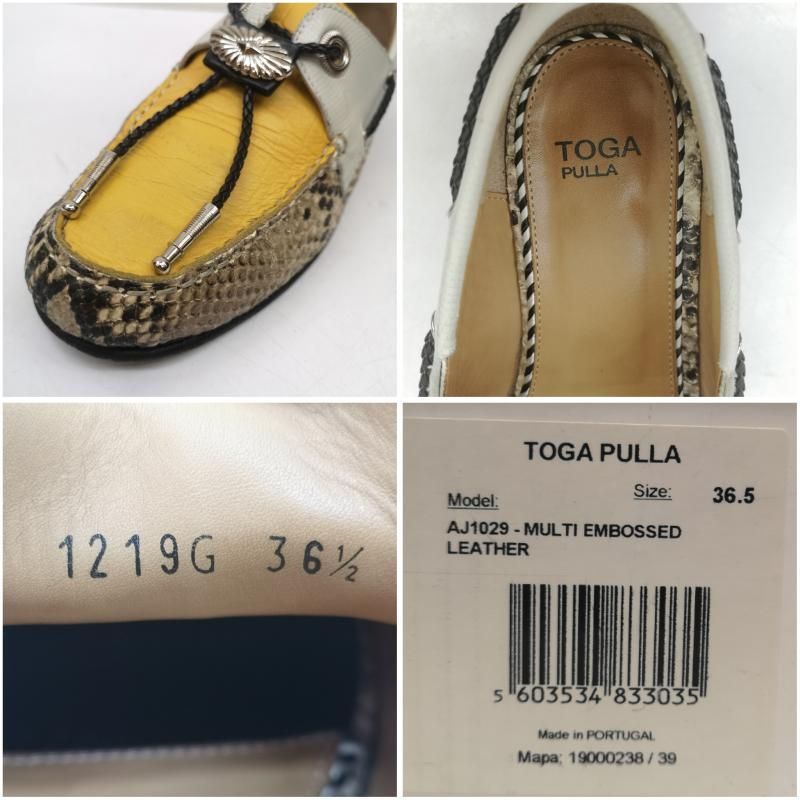 TOGA
PULLA
1219G 36½
TOGA PULLA
Model:
Size: 36.5
AJ1029 - MULTI EMBOSSED
LEATHER
5 603534 833035
Made in PORTUGAL
Mapa: 19000238 / 39